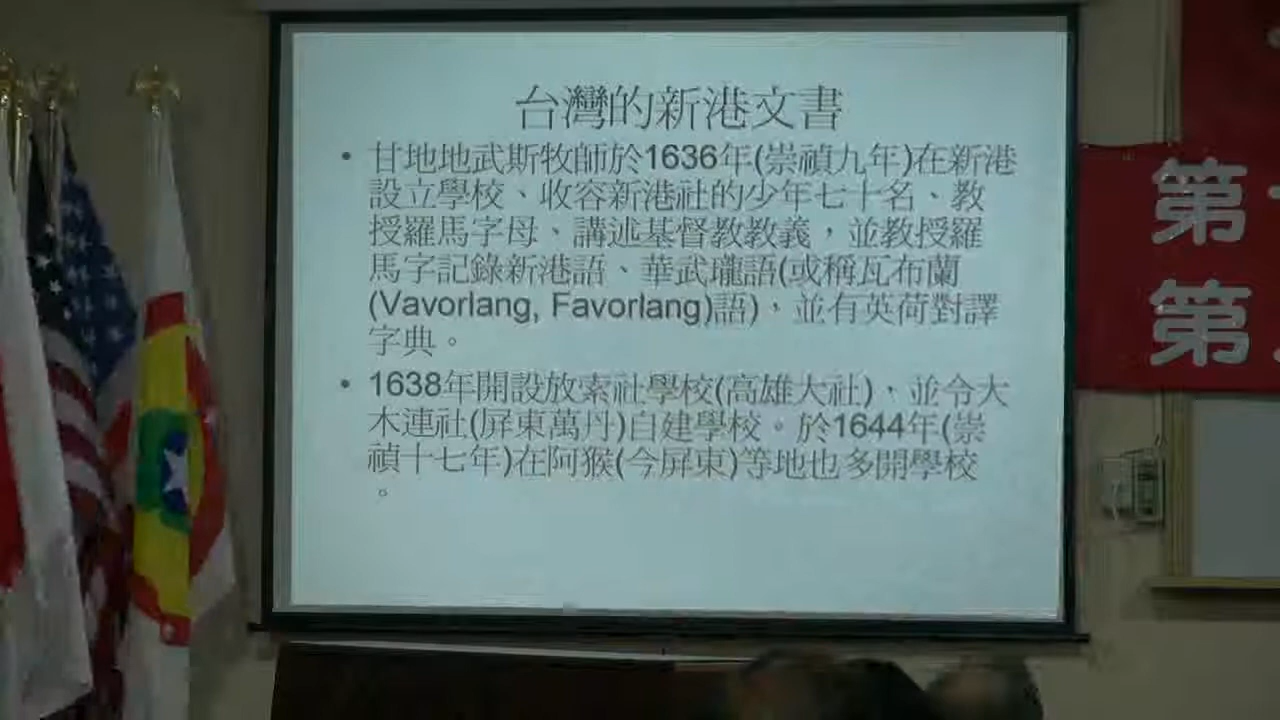 台灣的新港文書
• 甘地地武斯牧師於1636年(崇禎九年)在新港
設立學校、收容新港社的少年七十名、教
授羅馬字母、講述基督教教義，並教授羅
馬字記錄新港語、華武壠語(或稱瓦布蘭
(Vavorlang, Favorlang)語)，並有英荷對譯
字典。
• 1638年開設放索社學校(高雄大社)，並令大
木連社(屏東萬丹)自建學校。於1644年(崇
禎十七年)在阿猴(今屏東)等地也多開學校
。
第
第